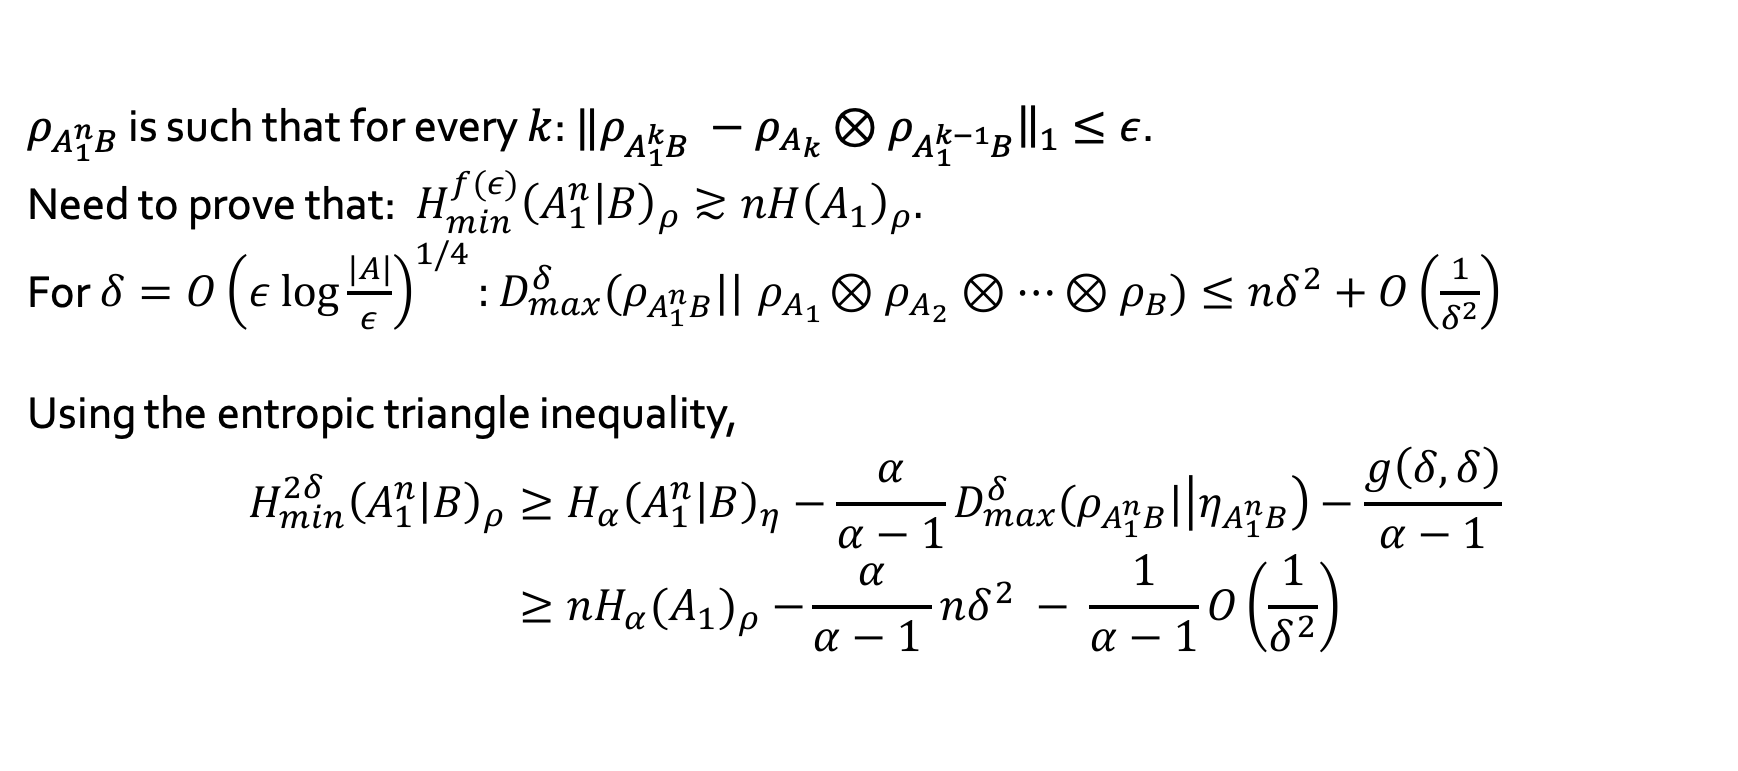 ρ_{A_1^n B} is such that for every k: ‖ρ_{A_1^k B} − ρ_{A_k} ⊗ ρ_{A_1^{k−1} B}‖_1 ≤ ϵ.
Need to prove that: H_{min}^{f(ϵ)}(A_1^n|B)_ρ ≳ nH(A_1)_ρ.
For δ = O(ϵ log |A|/ϵ)^{1/4} : D_{max}^δ(ρ_{A_1^n B}|| ρ_{A_1} ⊗ ρ_{A_2} ⊗ ⋯ ⊗ ρ_B) ≤ nδ^2 + O(1/δ^2)
Using the entropic triangle inequality,
H_{min}^{2δ}(A_1^n|B)_ρ ≥ H_α(A_1^n|B)_η − α/(α − 1) D_{max}^δ(ρ_{A_1^n B}||η_{A_1^n B}) − g(δ, δ)/(α − 1)
≥ nH_α(A_1)_ρ − α/(α − 1) nδ^2 − 1/(α − 1) O(1/δ^2)